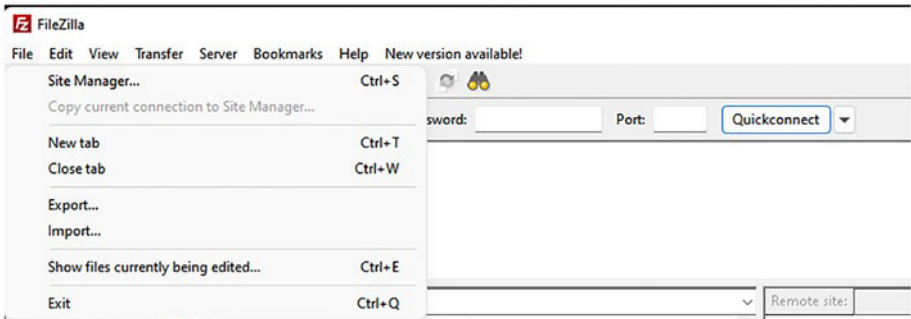 FileZilla
File Edit View Transfer Server Bookmarks Help New version available!
Site Manager... Ctrl+S
Copy current connection to Site Manager...
sword: Port: Quickconnect
New tab Ctrl+T
Close tab Ctrl+W
Export...
Import...
Show files currently being edited... Ctrl+E
Exit Ctrl+Q
Remote site: